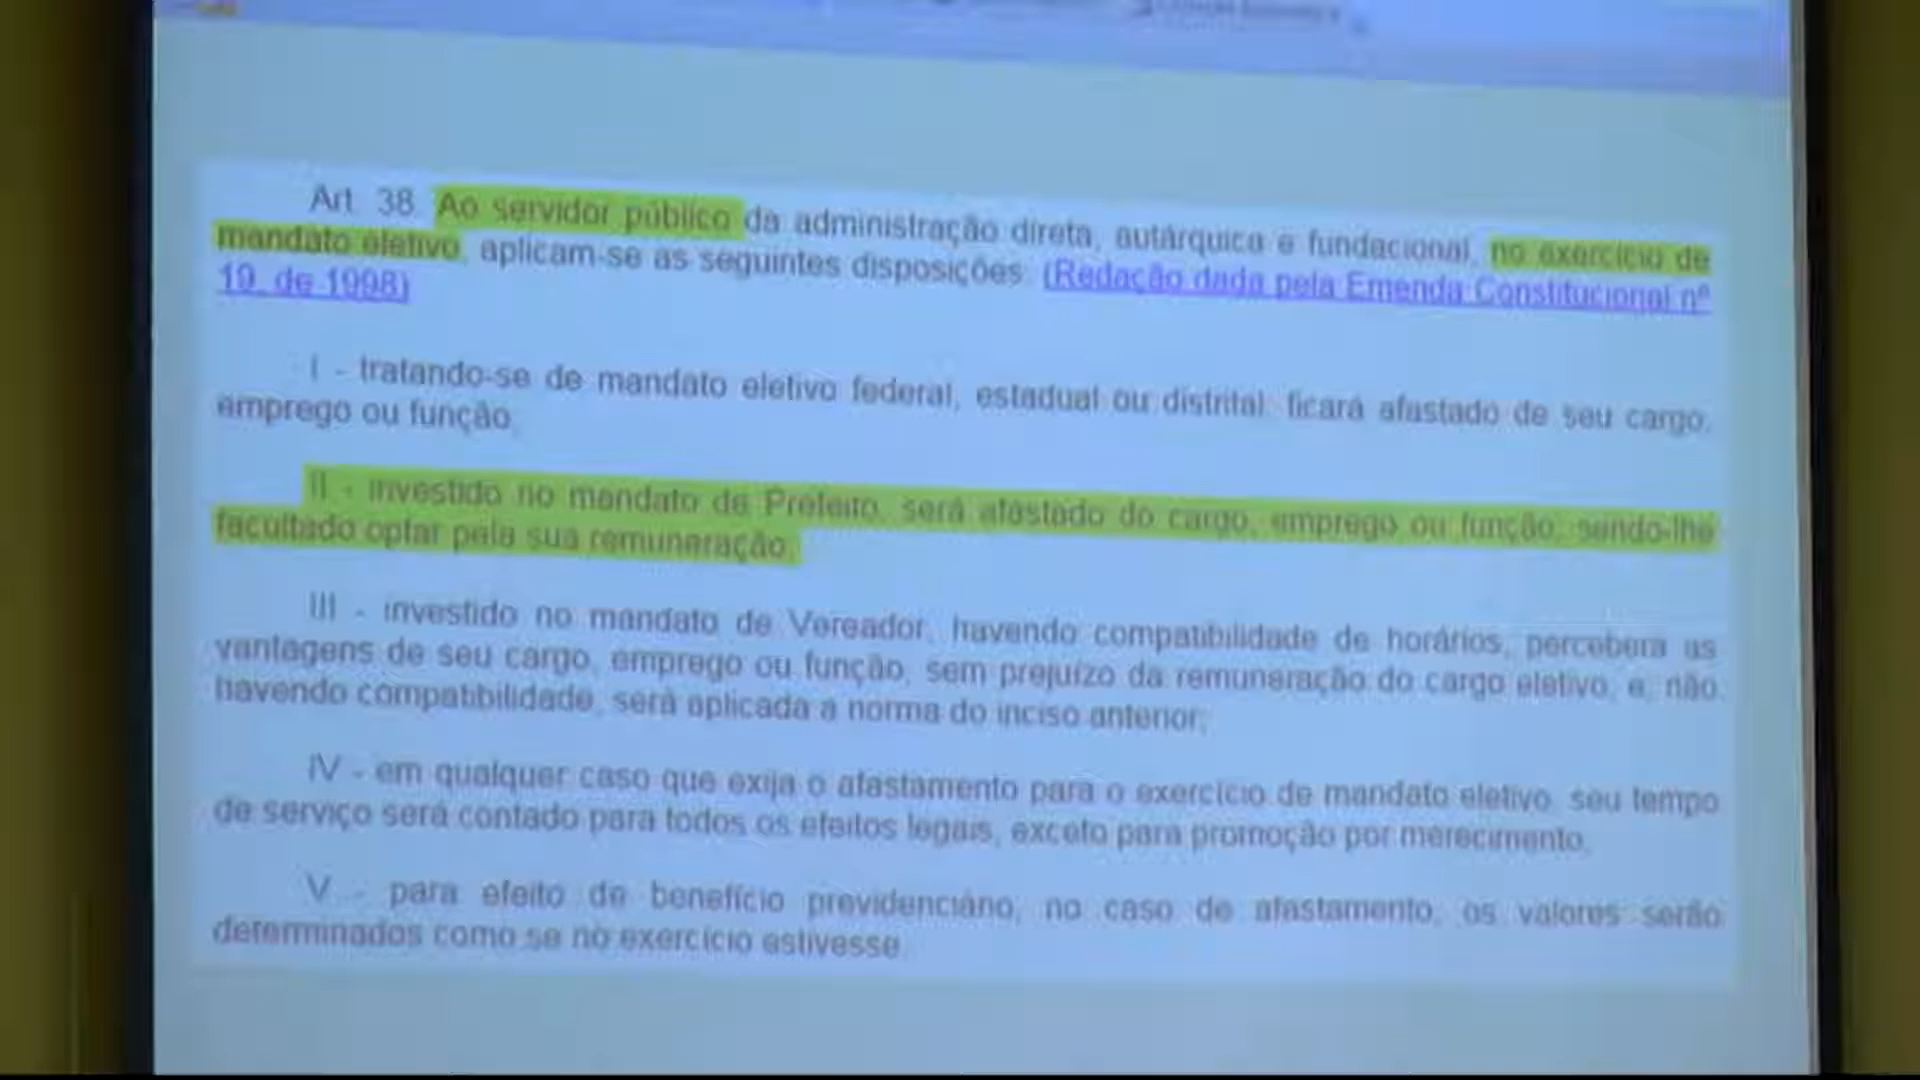 Art. 38. Ao servidor público da administração direta, autárquica e fundacional, no exercício de
mandato eletivo, aplicam-se as seguintes disposições: (Redação dada pela Emenda Constitucional nº
19, de 1998)
I - tratando-se de mandato eletivo federal, estadual ou distrital, ficará afastado de seu cargo,
emprego ou função;
II - investido no mandato de Prefeito, será afastado do cargo, emprego ou função, sendo-lhe
facultado optar pela sua remuneração;
III - investido no mandato de Vereador, havendo compatibilidade de horários, perceberá as
vantagens de seu cargo, emprego ou função, sem prejuízo da remuneração do cargo eletivo, e, não
havendo compatibilidade, será aplicada a norma do inciso anterior;
IV - em qualquer caso que exija o afastamento para o exercício de mandato eletivo, seu tempo
de serviço será contado para todos os efeitos legais, exceto para promoção por merecimento;
V - para efeito de benefício previdenciário, no caso de afastamento, os valores serão
determinados como se no exercício estivesse.